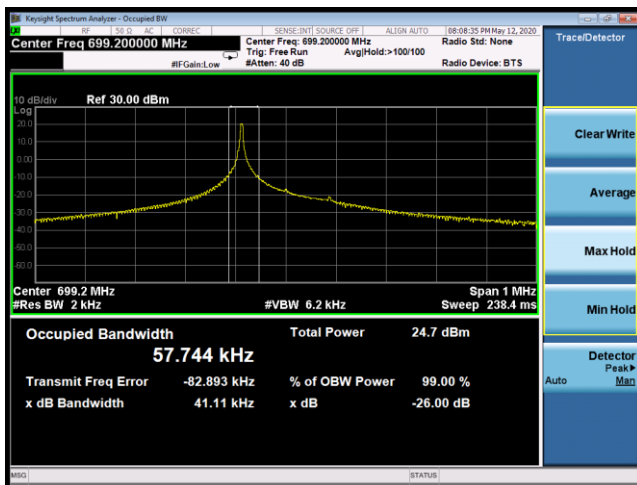 Keysight Spectrum Analyzer - Occupied BW
RF 50 Ω AC CORREC SENSE:INT SOURCE OFF ALIGN AUTO 08:08:35 PM May 12, 2020
Center Freq 699.200000 MHz Center Freq: 699.200000 MHz Radio Std: None Trace/Detector
Trig: Free Run Avg|Hold:>100/100
#IFGain:Low #Atten: 40 dB Radio Device: BTS
10 dB/div Ref 30.00 dBm
Log
20.0
10.0
0.00
-10.0
-20.0
-30.0
-40.0
-50.0
-60.0
Clear Write
Average
Max Hold
Min Hold
Center 699.2 MHz Span 1 MHz
#Res BW 2 kHz #VBW 6.2 kHz Sweep 238.4 ms
Occupied Bandwidth Total Power 24.7 dBm
57.744 kHz
Transmit Freq Error -82.893 kHz % of OBW Power 99.00 %
x dB Bandwidth 41.11 kHz x dB -26.00 dB
Detector
Peak▶
Auto Man
MSG STATUS